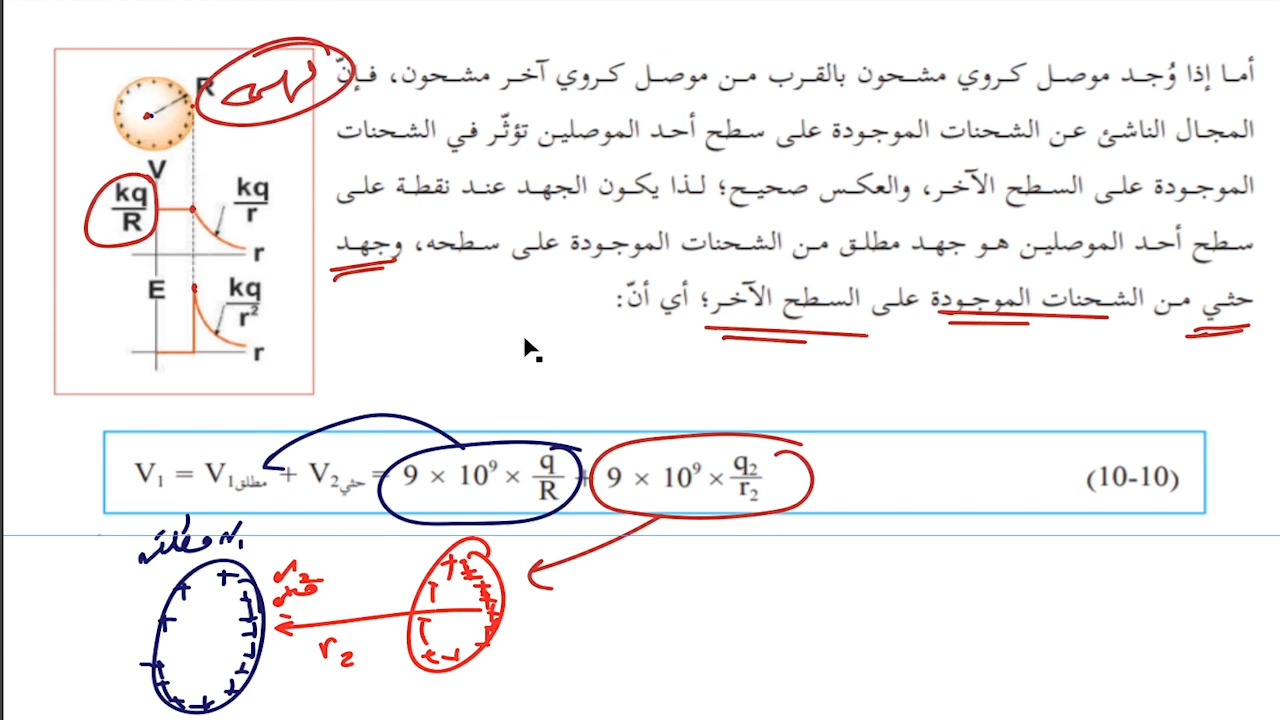 أما إذا وُجد موصل كروي مشحون بالقرب من موصل كروي آخر مشحون، فإنّ
المجال الناشئ عن الشحنات الموجودة على سطح أحد الموصلين تؤثّر في الشحنات
الموجودة على السطح الآخر، والعكس صحيح؛ لذا يكون الجهد عند نقطة على
سطح أحد الموصلين هو جهد مطلق من الشحنات الموجودة على سطحه، وجهد
حثي من الشحنات الموجودة على السطح الآخر؛ أي أنّ:
R
V
kq/R
kq/r
r
E
kq/r²
r
V₁ = V₁مطلق + V₂حثي = 9 × 10⁹ × q/R + 9 × 10⁹ × q₂/r₂ (10-10)
r₂